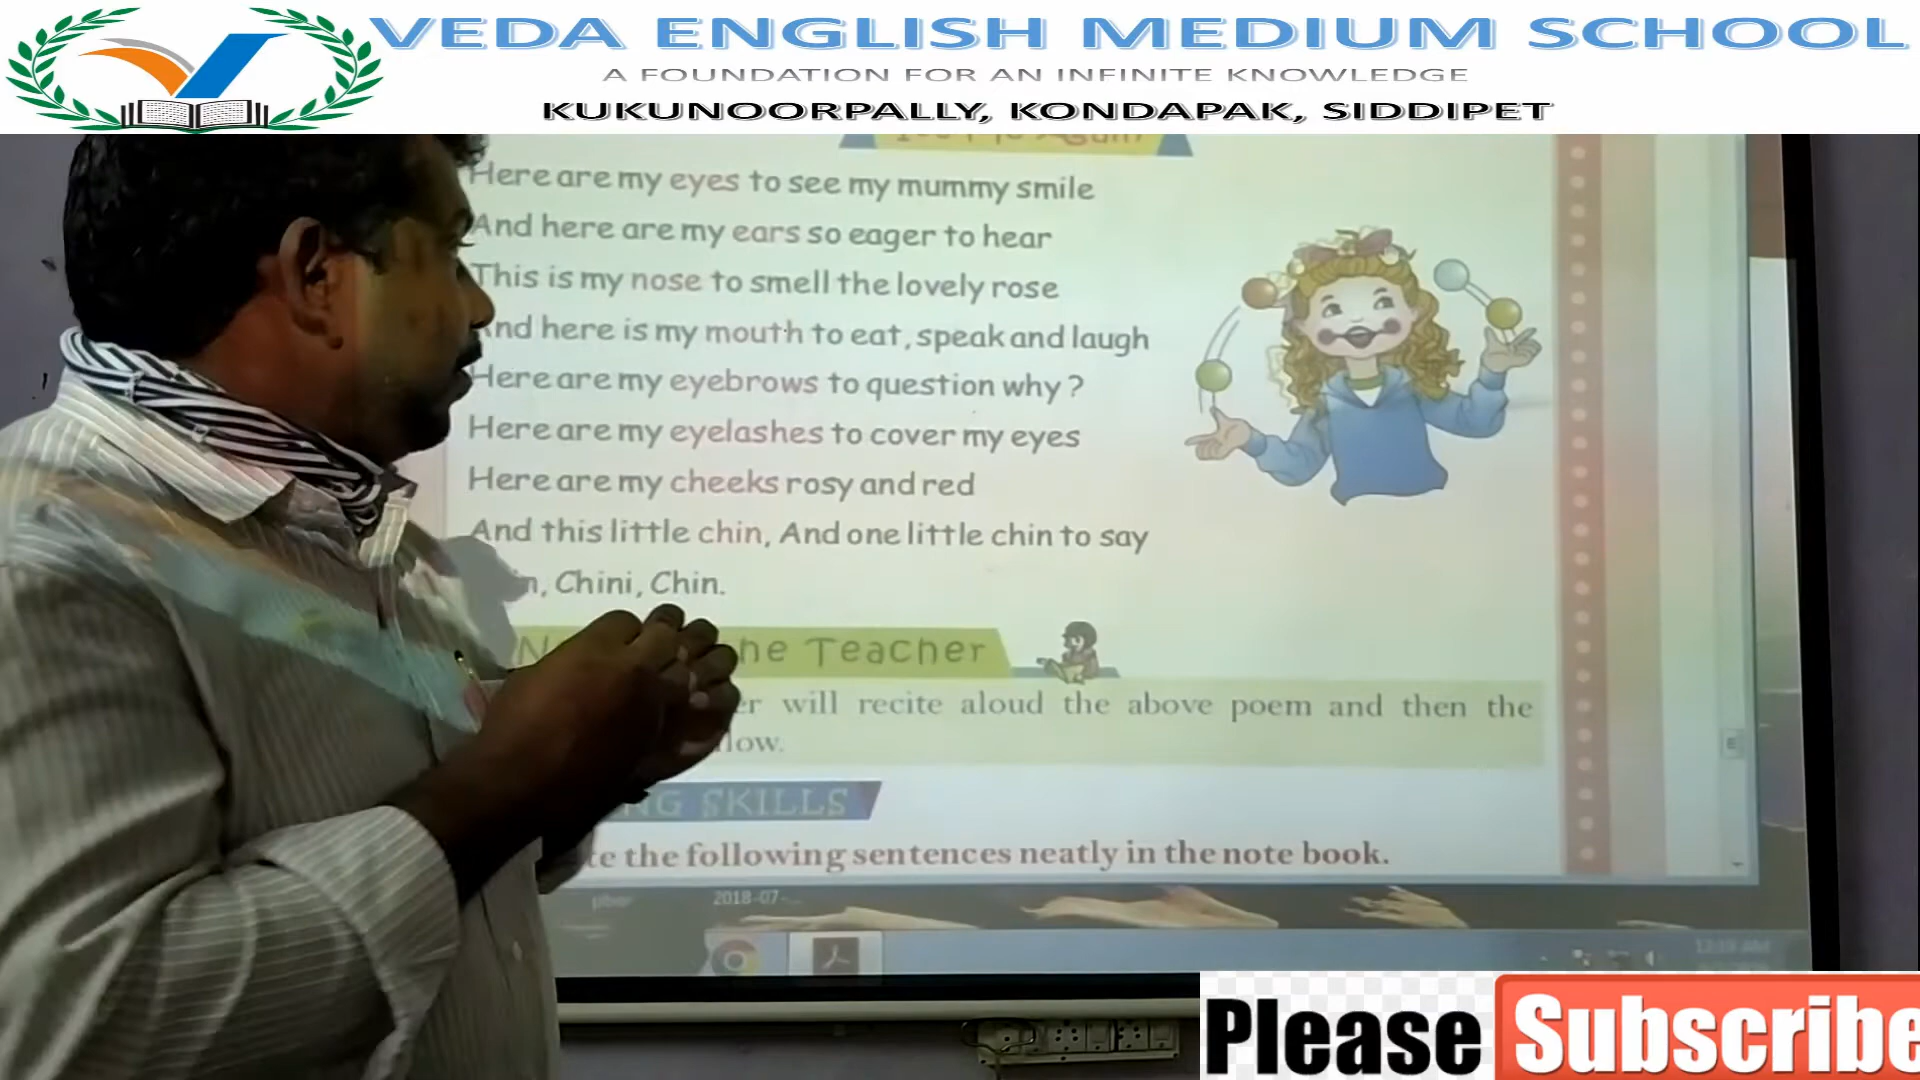 VEDA ENGLISH MEDIUM SCHOOL
A FOUNDATION FOR AN INFINITE KNOWLEDGE
KUKUNOORPALLY, KONDAPAK, SIDDIPET
Here are my eyes to see my mummy smile
And here are my ears so eager to hear
This is my nose to smell the lovely rose
And here is my mouth to eat, speak and laugh
Here are my eyebrows to question why?
Here are my eyelashes to cover my eyes
Here are my cheeks rosy and red
And this little chin, And one little chin to say
Chini, Chin.
he Teacher
er will recite aloud the above poem and then the
low.
NG SKILLS
te the following sentences neatly in the note book.
2018-07-...
Please Subscribe